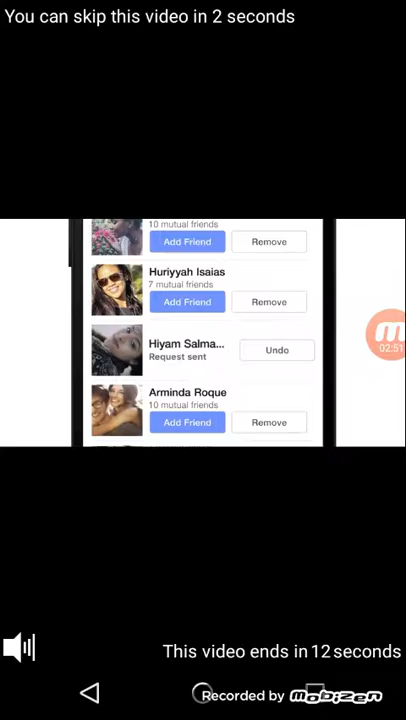 You can skip this video in 2 seconds
10 mutual friends
Add Friend Remove
Huriyyah Isaias
7 mutual friends
Add Friend Remove
02:51
Hiyam Salma...
Request sent
Undo
Arminda Roque
10 mutual friends
Add Friend Remove
This video ends in 12 seconds
Recorded by MOBIZEN